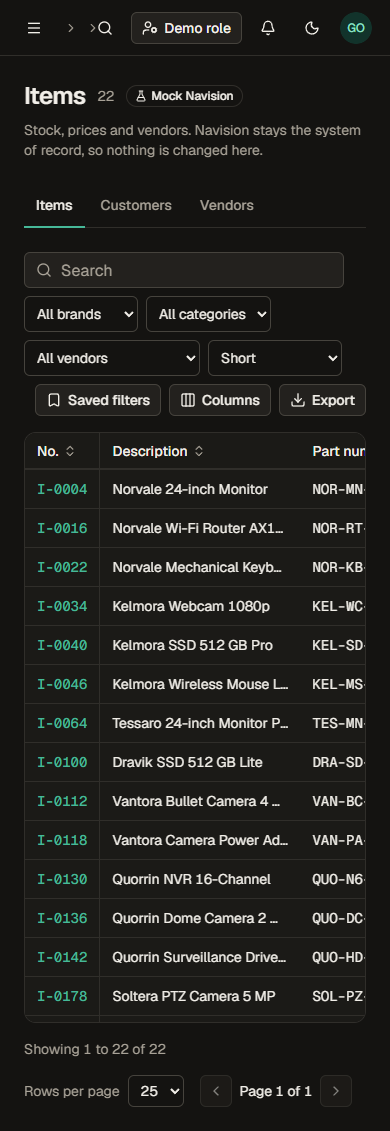 Demo role GO
Items 22 Mock Navision
Stock, prices and vendors. Navision stays the system
of record, so nothing is changed here.
Items Customers Vendors
Search
All brands All categories
All vendors Short
Saved filters Columns Export
No. Description Part nun
I-0004 Norvale 24-inch Monitor NOR-MN-
I-0016 Norvale Wi-Fi Router AX1... NOR-RT-
I-0022 Norvale Mechanical Keyb... NOR-KB-
I-0034 Kelmora Webcam 1080p KEL-WC-
I-0040 Kelmora SSD 512 GB Pro KEL-SD-
I-0046 Kelmora Wireless Mouse L... KEL-MS-
I-0064 Tessaro 24-inch Monitor P... TES-MN-
I-0100 Dravik SSD 512 GB Lite DRA-SD-
I-0112 Vantora Bullet Camera 4 ... VAN-BC-
I-0118 Vantora Camera Power Ad... VAN-PA-
I-0130 Quorrin NVR 16-Channel QUO-N6-
I-0136 Quorrin Dome Camera 2 ... QUO-DC-
I-0142 Quorrin Surveillance Drive... QUO-HD-
I-0178 Soltera PTZ Camera 5 MP SOL-PZ-
Showing 1 to 22 of 22
Rows per page 25 Page 1 of 1